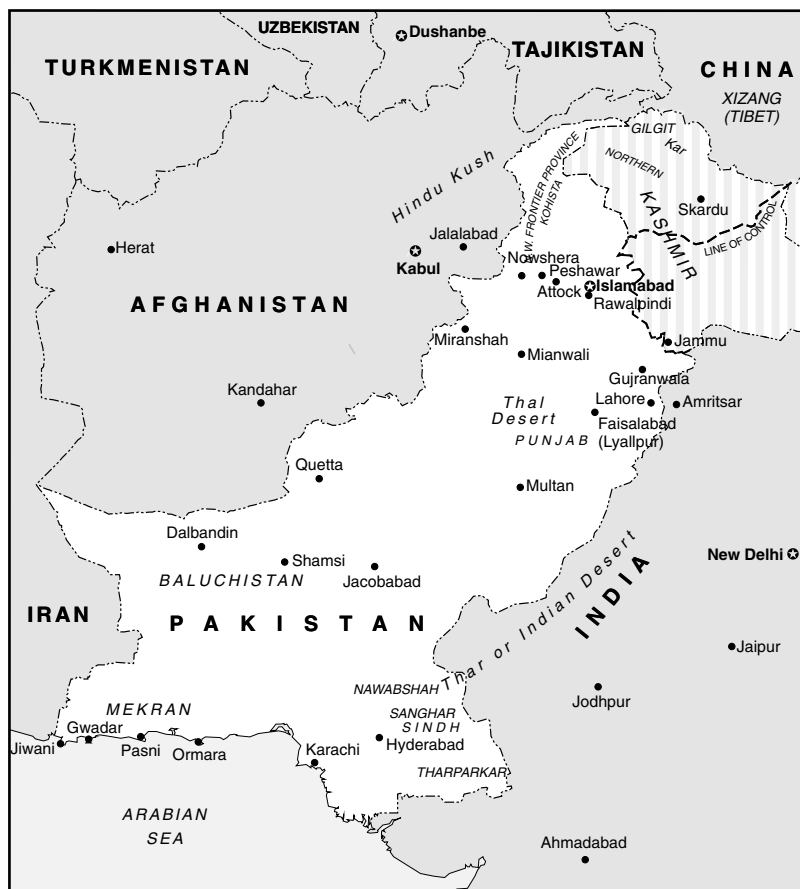 UZBEKISTAN
Dushanbe
TAJIKISTAN
TURKMENISTAN
CHINA
XIZANG
(TIBET)
GILGIT
Kar
NORTHERN
N.W. FRONTIER PROVINCE
KOHISTA
Hindu Kush
KASHMIR
Skardu
LINE OF CONTROL
Herat
Jalalabad
Kabul
Nowshera
Peshawar
Attock
Islamabad
Rawalpindi
AFGHANISTAN
Miranshah
Mianwali
Jammu
Gujranwala
Kandahar
Thal
Desert
Lahore
Amritsar
Faisalabad
(Lyallpur)
PUNJAB
Quetta
Multan
Dalbandin
Shamsi
Jacobabad
BALUCHISTAN
New Delhi
Thar or Indian Desert
INDIA
IRAN
PAKISTAN
Jaipur
NAWABSHAH
Jodhpur
MEKRAN
SANGHAR
SINDH
Gwadar
Jiwani
Pasni
Ormara
Karachi
Hyderabad
THARPARKAR
ARABIAN
SEA
Ahmadabad